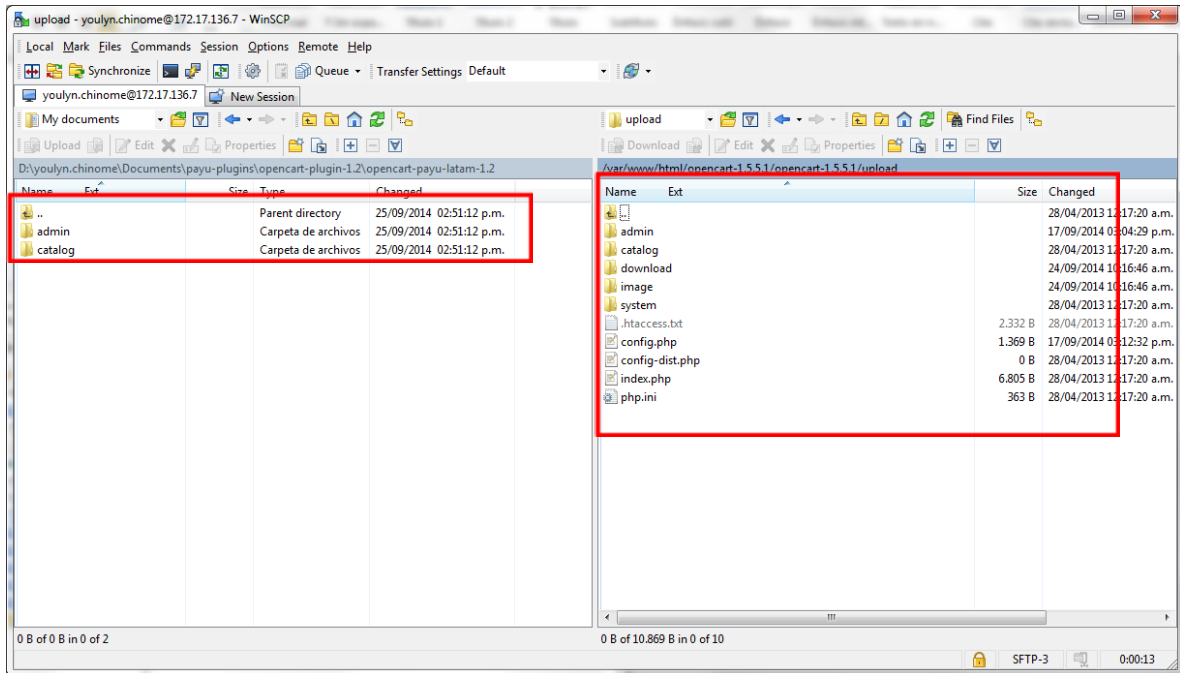 upload - youlyn.chinome@172.17.136.7 - WinSCP
Local Mark Files Commands Session Options Remote Help
Synchronize Queue Transfer Settings Default
youlyn.chinome@172.17.136.7 New Session
My documents
upload Find Files
Upload Edit Properties
Download Edit Properties
D:\youlyn.chinome\Documents\payu-plugins\opencart-plugin-1.2\opencart-payu-latam-1.2
/var/www/html/opencart-1.5.5.1/opencart-1.5.5.1/upload
Name Ext Size Type Changed
.. Parent directory 25/09/2014 02:51:12 p.m.
admin Carpeta de archivos 25/09/2014 02:51:12 p.m.
catalog Carpeta de archivos 25/09/2014 02:51:12 p.m.
Name Ext Size Changed
.. 28/04/2013 12:17:20 a.m.
admin 17/09/2014 03:04:29 p.m.
catalog 28/04/2013 12:17:20 a.m.
download 24/09/2014 10:16:46 a.m.
image 24/09/2014 10:16:46 a.m.
system 28/04/2013 12:17:20 a.m.
.htaccess.txt 2.332 B 28/04/2013 12:17:20 a.m.
config.php 1.369 B 17/09/2014 03:12:32 p.m.
config-dist.php 0 B 28/04/2013 12:17:20 a.m.
index.php 6.805 B 28/04/2013 12:17:20 a.m.
php.ini 363 B 28/04/2013 12:17:20 a.m.
0 B of 0 B in 0 of 2
0 B of 10.869 B in 0 of 10
SFTP-3 0:00:13